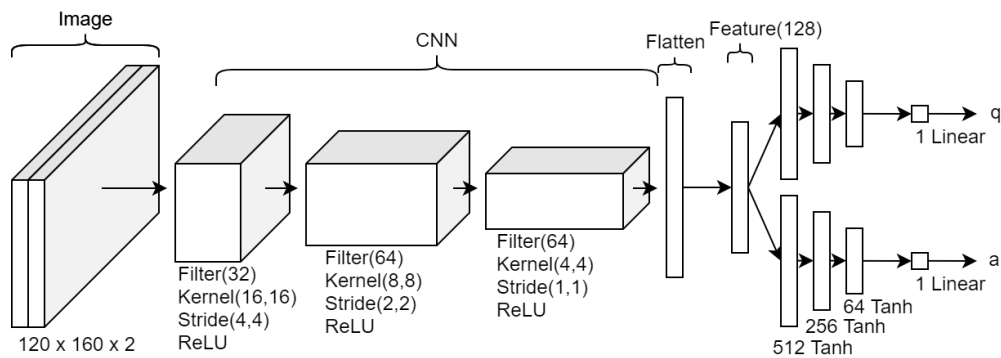 Image
CNN
Flatten
Feature(128)
q
1 Linear
Filter(32)
Kernel(16,16)
Stride(4,4)
ReLU
Filter(64)
Kernel(8,8)
Stride(2,2)
ReLU
Filter(64)
Kernel(4,4)
Stride(1,1)
ReLU
a
1 Linear
64 Tanh
256 Tanh
512 Tanh
120 x 160 x 2